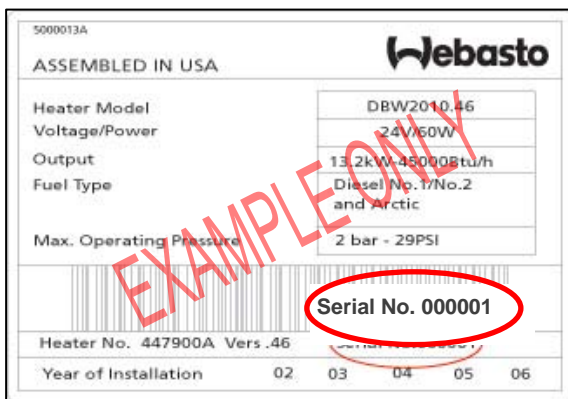 5000013A
Webasto
ASSEMBLED IN USA
Heater Model DBW2010.46
Voltage/Power 24V/60W
Output 13.2kW-45000Btu/h
Fuel Type Diesel No.1/No.2
and Arctic
Max. Operating Pressure 2 bar - 29PSI
EXAMPLE ONLY
Serial No. 000001
Heater No. 447900A Vers.46
Year of Installation 02 03 04 05 06